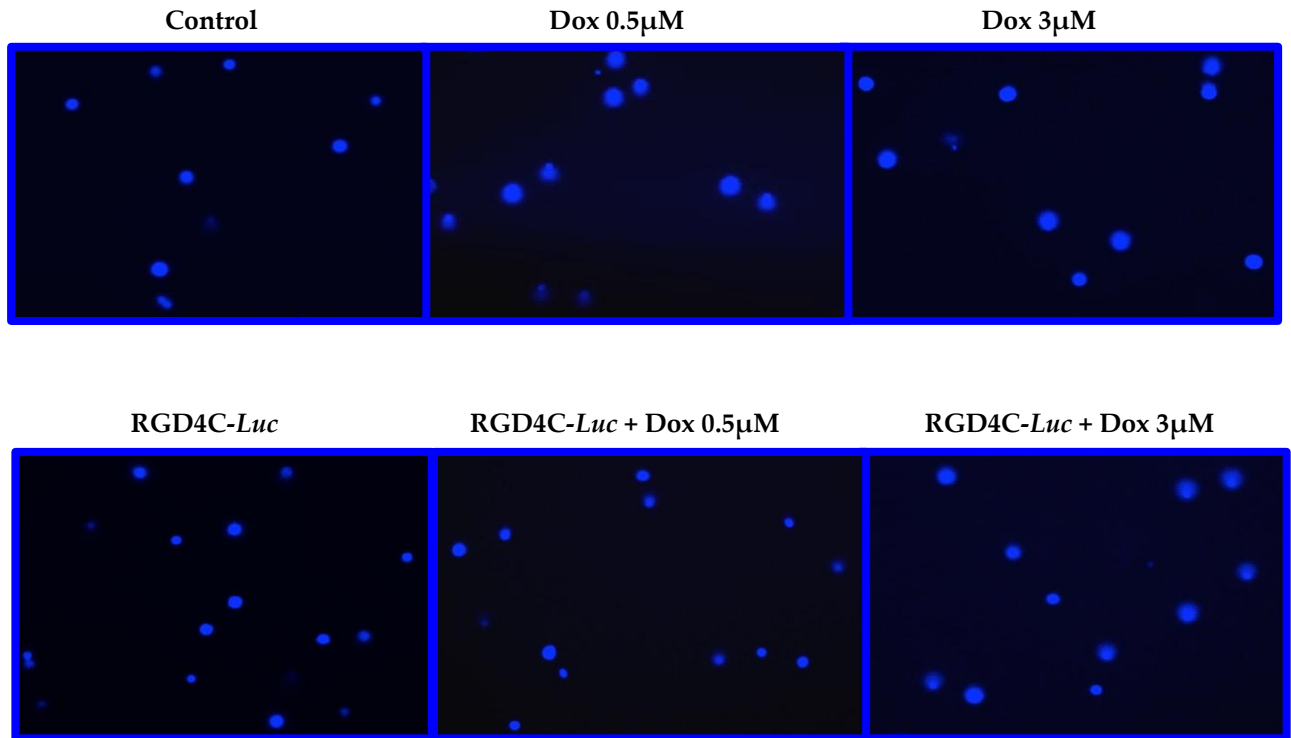 Control Dox 0.5μM Dox 3μM
RGD4C-Luc RGD4C-Luc + Dox 0.5μM RGD4C-Luc + Dox 3μM